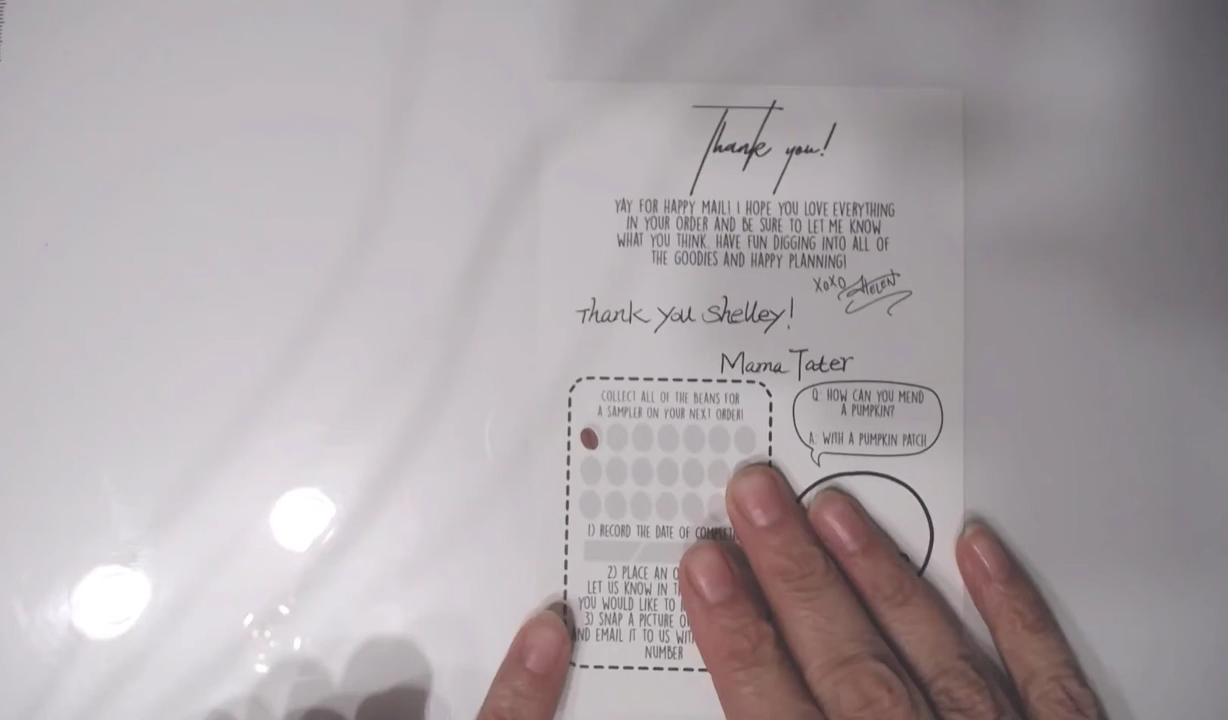 Thank you!
YAY FOR HAPPY MAIL! I HOPE YOU LOVE EVERYTHING
IN YOUR ORDER AND BE SURE TO LET ME KNOW
WHAT YOU THINK. HAVE FUN DIGGING INTO ALL OF
THE GOODIES AND HAPPY PLANNING!
XOXO HELEN
Thank you Shelley!
Mama Tater
COLLECT ALL OF THE BEANS FOR
A SAMPLER ON YOUR NEXT ORDER!
1) RECORD THE DATE OF
2) PLACE AN
LET US KNOW IN
YOU WOULD LIKE TO
3) SNAP A PICTURE
AND EMAIL IT TO US
NUMBER
Q: HOW CAN YOU MEND
A PUMPKIN?
A: WITH A PUMPKIN PATCH